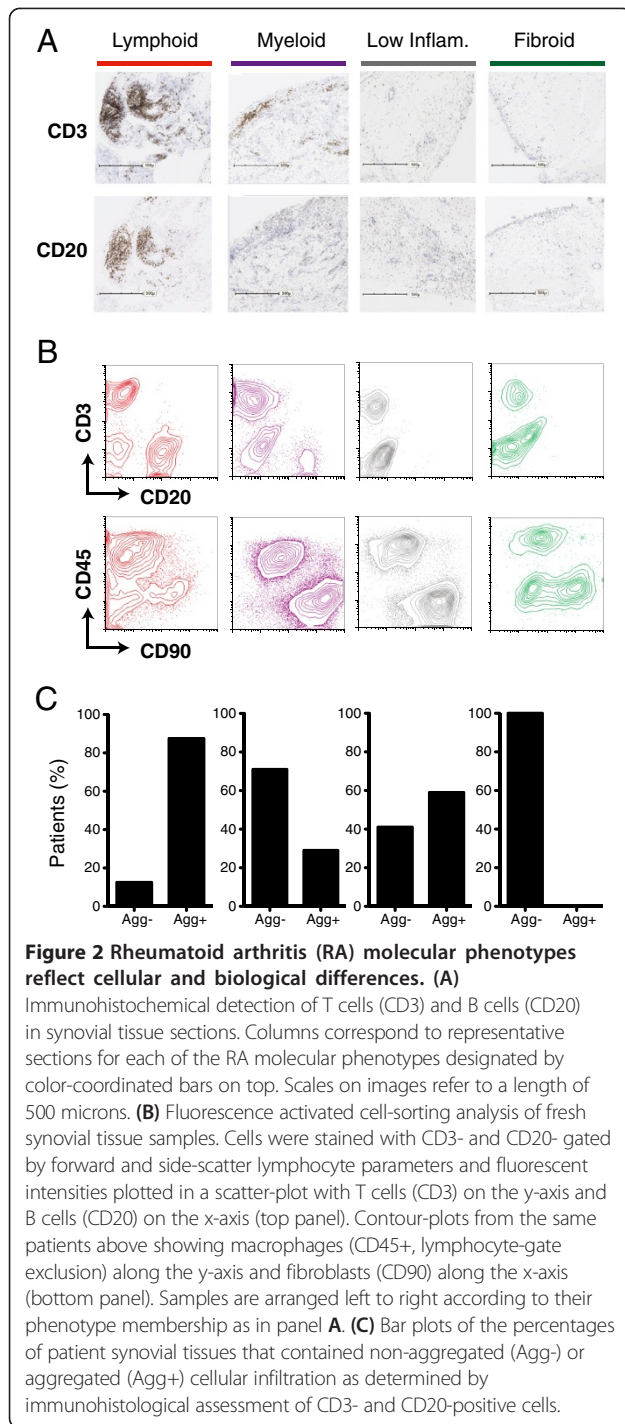 A
Lymphoid Myeloid Low Inflam. Fibroid
CD3
CD20
B
CD3
CD20
CD45
CD90
C
Patients (%)
100 100 100 100
80 80 80 80
60 60 60 60
40 40 40 40
20 20 20 20
0 0 0 0
Agg- Agg+ Agg- Agg+ Agg- Agg+ Agg- Agg+
Figure 2 Rheumatoid arthritis (RA) molecular phenotypes
reflect cellular and biological differences. (A)
Immunohistochemical detection of T cells (CD3) and B cells (CD20)
in synovial tissue sections. Columns correspond to representative
sections for each of the RA molecular phenotypes designated by
color-coordinated bars on top. Scales on images refer to a length of
500 microns. (B) Fluorescence activated cell-sorting analysis of fresh
synovial tissue samples. Cells were stained with CD3- and CD20- gated
by forward and side-scatter lymphocyte parameters and fluorescent
intensities plotted in a scatter-plot with T cells (CD3) on the y-axis and
B cells (CD20) on the x-axis (top panel). Contour-plots from the same
patients above showing macrophages (CD45+, lymphocyte-gate
exclusion) along the y-axis and fibroblasts (CD90) along the x-axis
(bottom panel). Samples are arranged left to right according to their
phenotype membership as in panel A. (C) Bar plots of the percentages
of patient synovial tissues that contained non-aggregated (Agg-) or
aggregated (Agg+) cellular infiltration as determined by
immunohistological assessment of CD3- and CD20-positive cells.